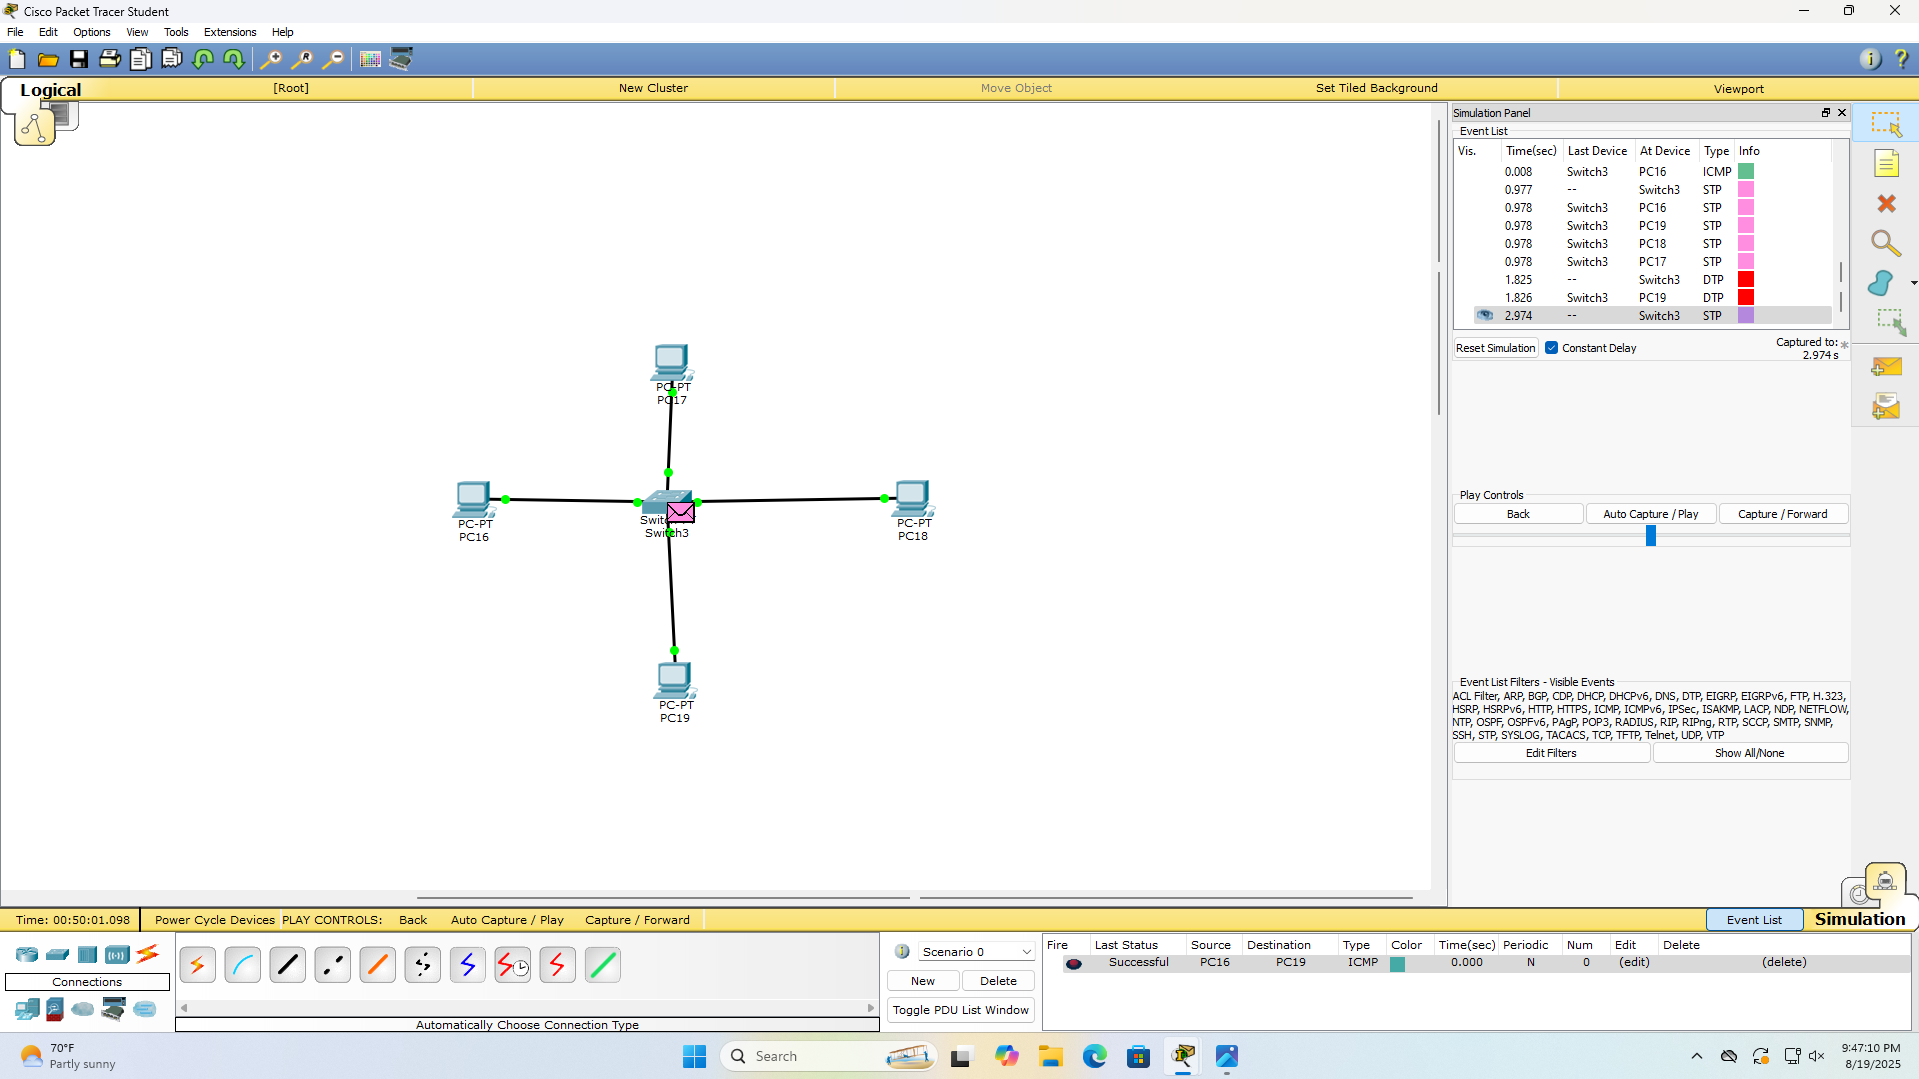 Cisco Packet Tracer Student
File Edit Options View Tools Extensions Help
Logical [Root] New Cluster Move Object Set Tiled Background Viewport
Simulation Panel
Event List
Vis. Time(sec) Last Device At Device Type Info
0.008 Switch3 PC16 ICMP
0.977 -- Switch3 STP
0.978 Switch3 PC16 STP
0.978 Switch3 PC19 STP
0.978 Switch3 PC18 STP
0.978 Switch3 PC17 STP
1.825 -- Switch3 DTP
1.826 Switch3 PC19 DTP
2.974 -- Switch3 STP
Reset Simulation Constant Delay Captured to: *
2.974 s
PC-PT
PC17
PC-PT
PC16
Switch3
PC-PT
PC18
PC-PT
PC19
Play Controls
Back Auto Capture / Play Capture / Forward
Event List Filters - Visible Events
ACL Filter, ARP, BGP, CDP, DHCP, DHCPv6, DNS, DTP, EIGRP, EIGRPv6, FTP, H.323,
HSRP, HSRPv6, HTTP, HTTPS, ICMP, ICMPv6, IPSec, ISAKMP, LACP, NDP, NETFLOW,
NTP, OSPF, OSPFv6, PAgP, POP3, RADIUS, RIP, RIPng, RTP, SCCP, SMTP, SNMP,
SSH, STP, SYSLOG, TACACS, TCP, TFTP, Telnet, UDP, VTP
Edit Filters Show All/None
Time: 00:50:01.098 Power Cycle Devices PLAY CONTROLS: Back Auto Capture / Play Capture / Forward Event List Simulation
Connections
Automatically Choose Connection Type
Scenario 0
New Delete
Toggle PDU List Window
Fire Last Status Source Destination Type Color Time(sec) Periodic Num Edit Delete
Successful PC16 PC19 ICMP 0.000 N 0 (edit) (delete)
70°F
Partly sunny
Search
9:47:10 PM
8/19/2025